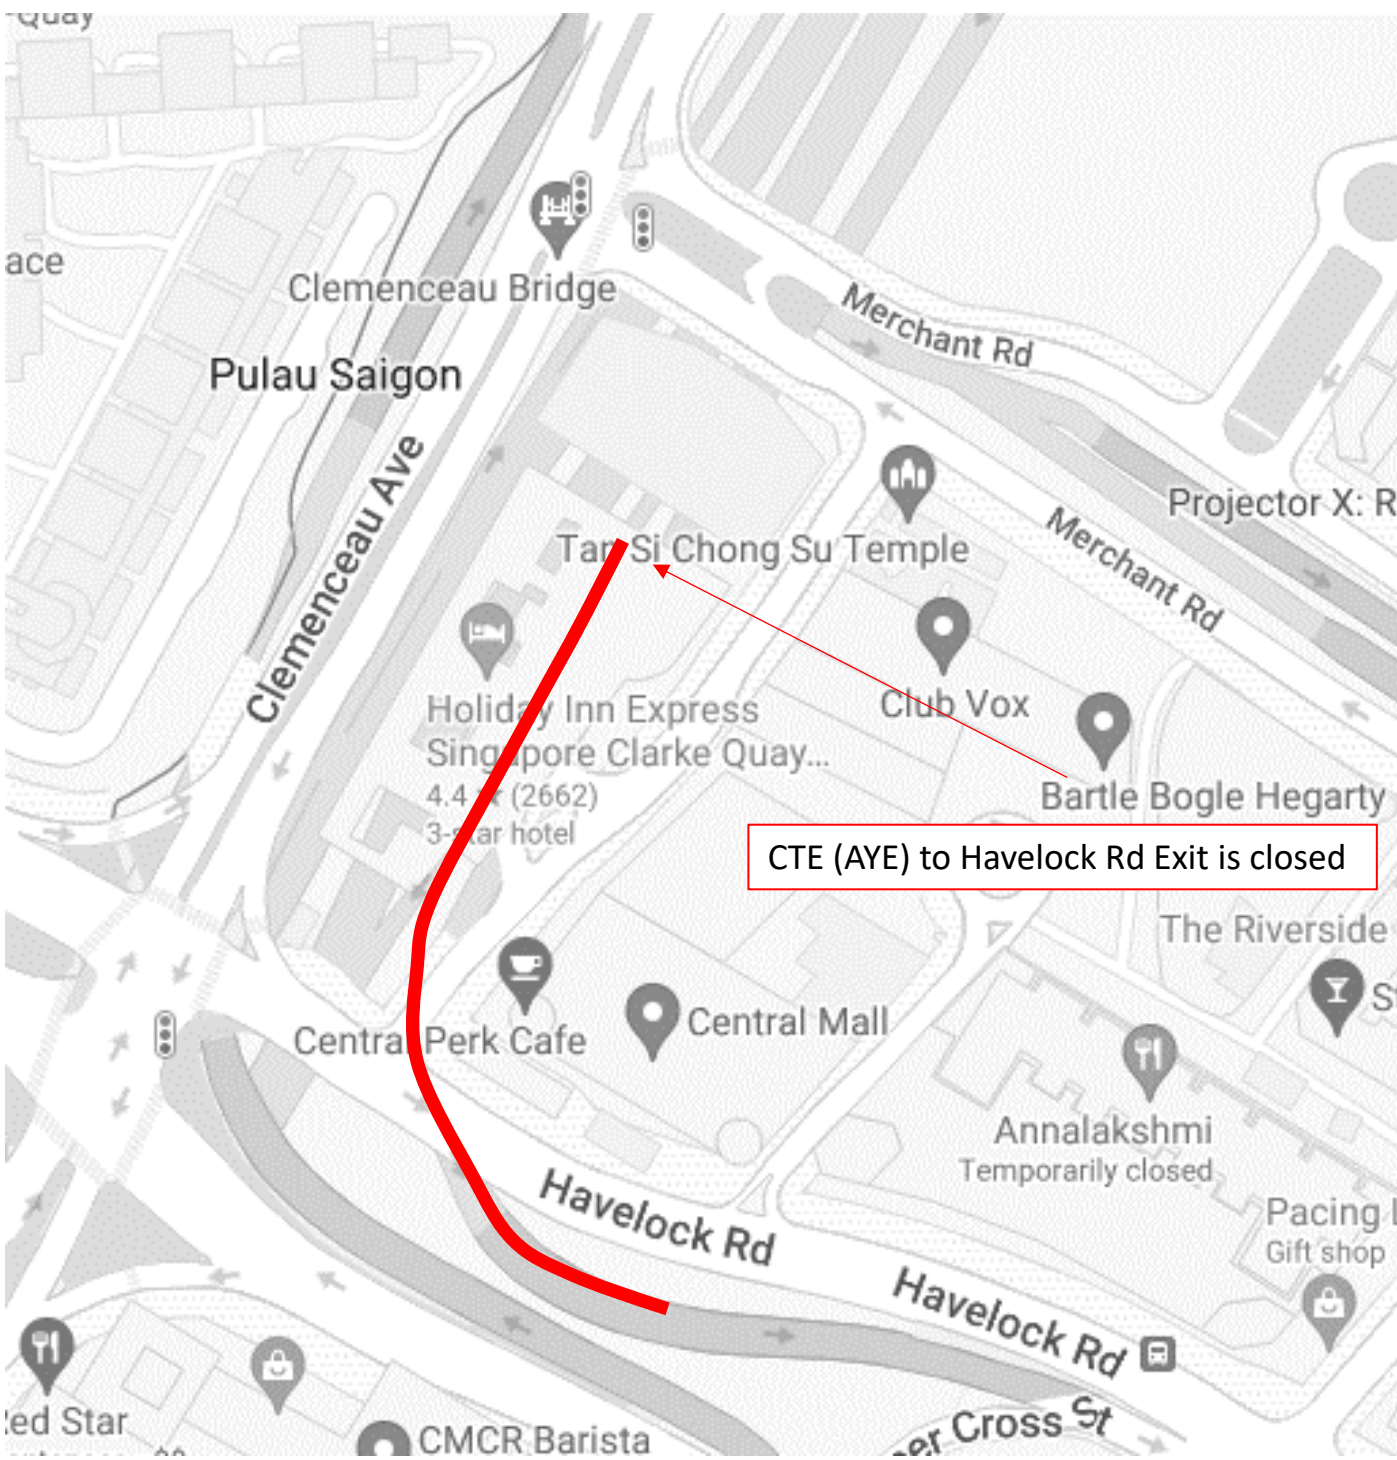 Quay
ace
Clemenceau Bridge
Merchant Rd
Pulau Saigon
Clemenceau Ave
Projector X: R
Merchant Rd
Tan Si Chong Su Temple
Club Vox
Holiday Inn Express
Singapore Clarke Quay...
4.4 ★ (2662)
3-star hotel
Bartle Bogle Hegarty
CTE (AYE) to Havelock Rd Exit is closed
The Riverside
Central Mall
Central Perk Cafe
Annalakshmi
Temporarily closed
Havelock Rd
Pacing
Gift shop
Havelock Rd
Red Star
Cross St
CMCR Barista